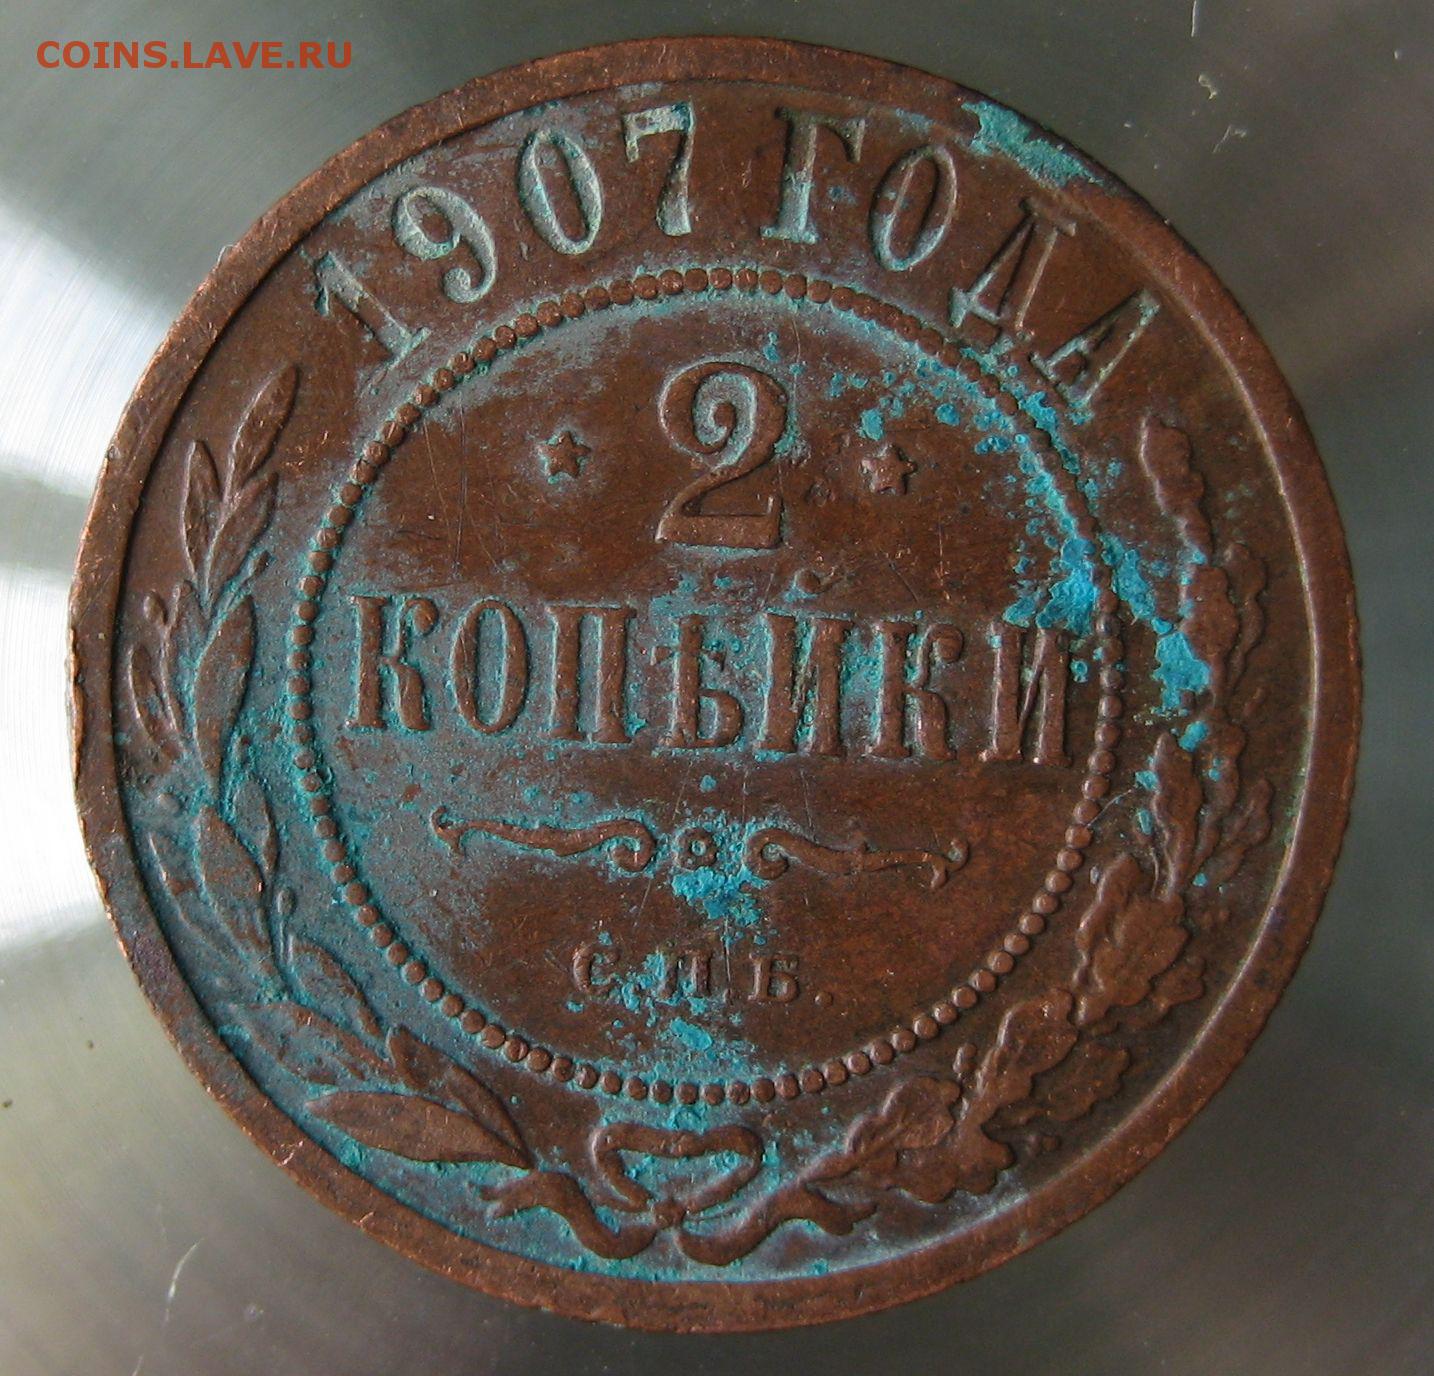 COINS.LAVE.RU
1907 ГОДА
2
КОПѢЙКИ
С.П.Б.